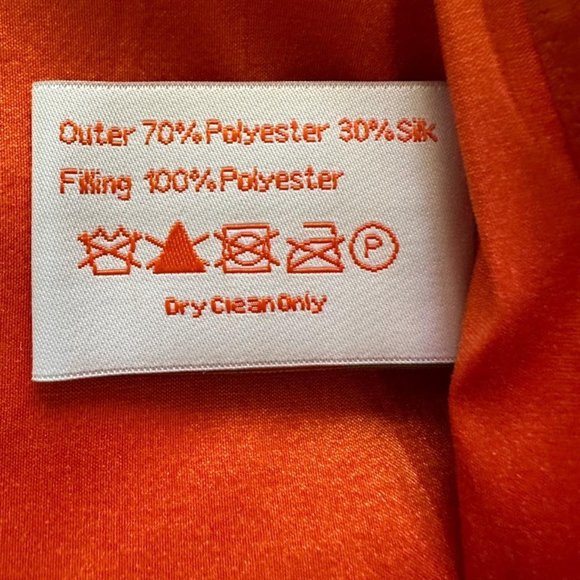 Outer 70% Polyester 30% Silk
Filling 100% Polyester
P
Dry Clean Only